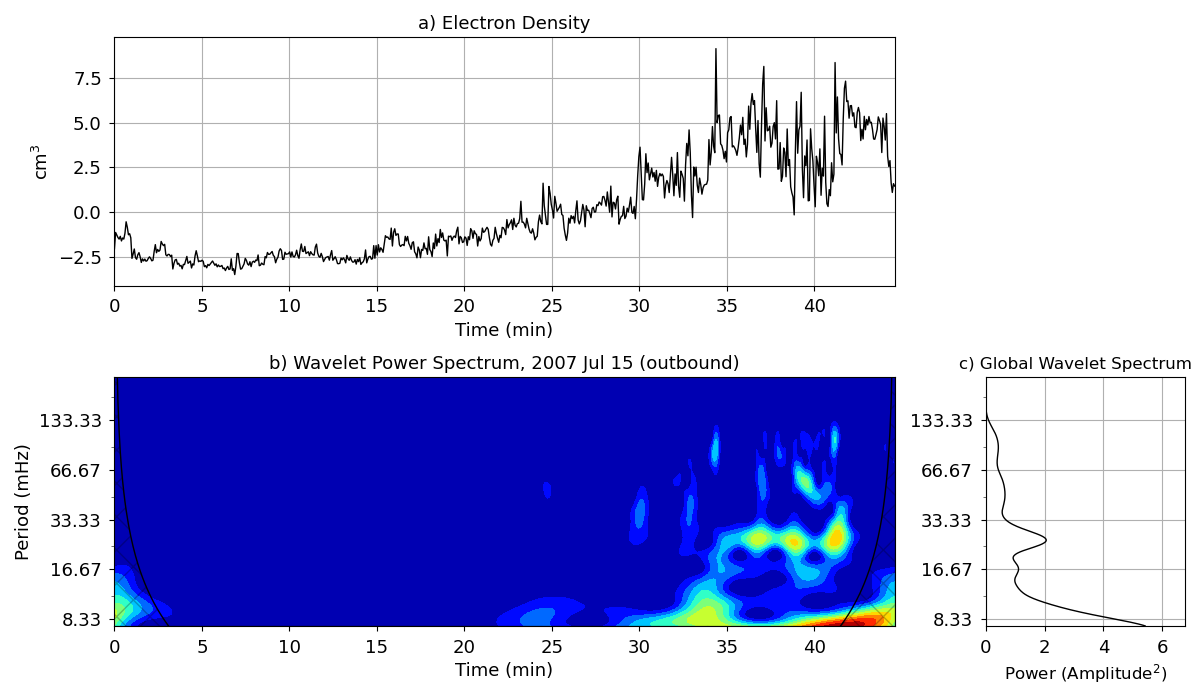 a) Electron Density
7.5
5.0
2.5
0.0
−2.5
cm³
0 5 10 15 20 25 30 35 40
Time (min)
b) Wavelet Power Spectrum, 2007 Jul 15 (outbound)
133.33
66.67
33.33
16.67
8.33
Period (mHz)
0 5 10 15 20 25 30 35 40
Time (min)
c) Global Wavelet Spectrum
133.33
66.67
33.33
16.67
8.33
0 2 4 6
Power (Amplitude²)